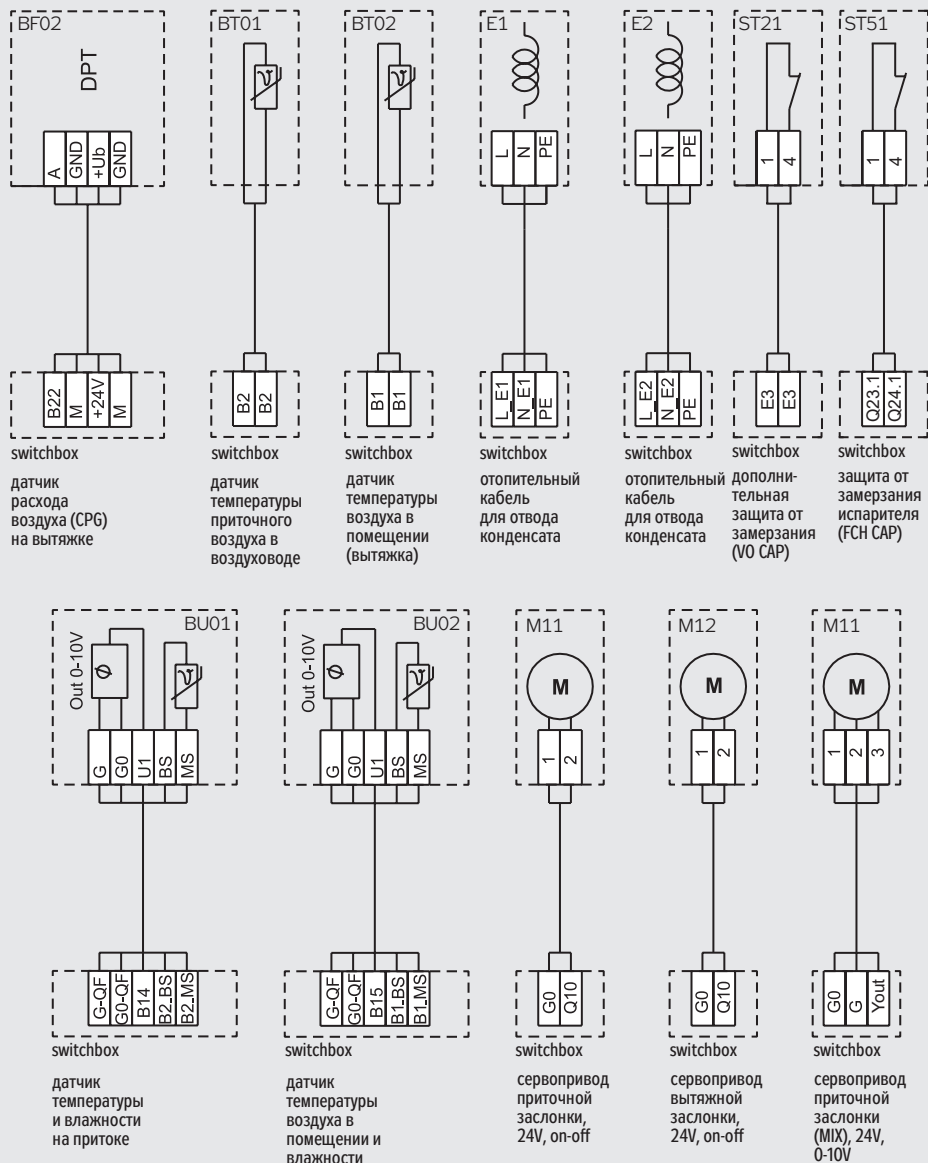 BF02
DPT
A
GND
+Ub
GND
B22
M
+24V
M
switchbox
датчик
расхода
воздуха (CPG)
на вытяжке
BT01
B2
B2
switchbox
датчик
температуры
приточного
воздуха в
воздуховоде
BT02
B1
B1
switchbox
датчик
температуры
воздуха в
помещении
(вытяжка)
E1
L
N
PE
L_E1
N_E1
PE
switchbox
отопительный
кабель
для отвода
конденсата
E2
L
N
PE
L_E2
N_E2
PE
switchbox
отопительный
кабель
для отвода
конденсата
ST21
1
4
E3
E3
switchbox
дополни-
тельная
защита от
замерзания
(VO CAP)
ST51
1
4
Q23.1
Q24.1
switchbox
защита от
замерзания
испарителя
(FCH CAP)
BU01
Out 0-10V
G
G0
U1
BS
MS
G-QF
G0-QF
B14
B2_BS
B2_MS
switchbox
датчик
температуры
и влажности
на притоке
BU02
Out 0-10V
G
G0
U1
BS
MS
G-QF
G0-QF
B15
B1_BS
B1_MS
switchbox
датчик
температуры
воздуха в
помещении и
влажности
M11
M
1
2
G0
Q10
switchbox
сервопривод
приточной
заслонки,
24V, on-off
M12
M
1
2
G0
Q10
switchbox
сервопривод
вытяжной
заслонки,
24V, on-off
M11
M
1
2
3
G0
G
Yout
switchbox
сервопривод
приточной
заслонки
(MIX), 24V,
0-10V